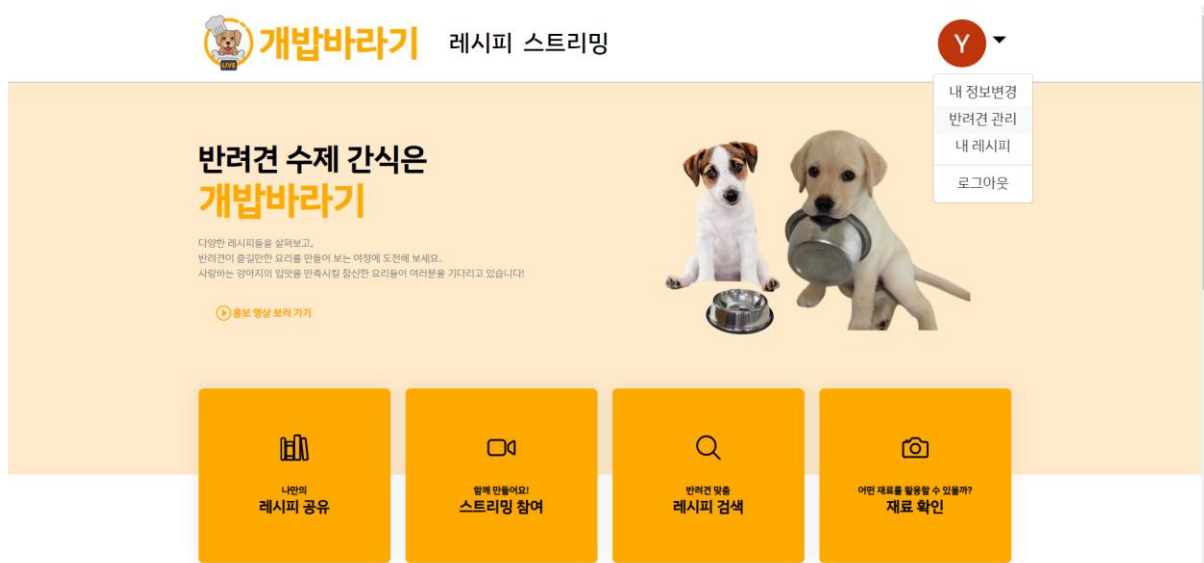 개밥바라기
LIVE
레시피 스트리밍
Y
내 정보변경
반려견 관리
내 레시피
로그아웃
반려견 수제 간식은
개밥바라기
다양한 레시피들을 살펴보고,
반려견이 즐길만한 요리를 만들어 보는 여정에 도전해 보세요.
사랑하는 강아지의 입맛을 만족시킬 참신한 요리들이 여러분을 기다리고 있습니다!
홍보 영상 보러 가기
나만의
레시피 공유
함께 만들어요!
스트리밍 참여
반려견 맞춤
레시피 검색
어떤 재료를 활용할 수 있을까?
재료 확인